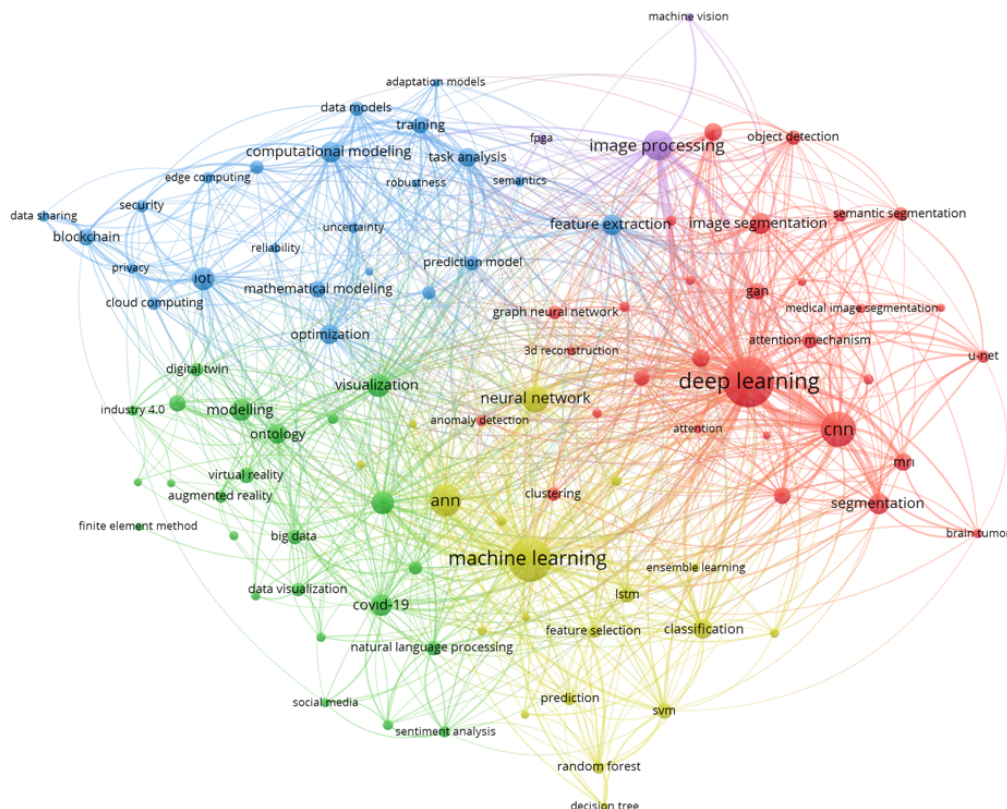 machine vision
adaptation models
data models
training
fpga
image processing
object detection
computational modeling
task analysis
edge computing
robustness
semantics
security
data sharing
blockchain
uncertainty
feature extraction
image segmentation
semantic segmentation
reliability
privacy
iot
prediction model
cloud computing
mathematical modeling
gan
graph neural network
medical image segmentation
optimization
attention mechanism
3d reconstruction
u-net
digital twin
visualization
deep learning
neural network
industry 4.0
modelling
anomaly detection
attention
cnn
ontology
mri
virtual reality
augmented reality
clustering
ann
segmentation
finite element method
big data
brain tumor
machine learning
ensemble learning
data visualization
lstm
covid-19
feature selection
classification
natural language processing
social media
prediction
svm
sentiment analysis
random forest
decision tree